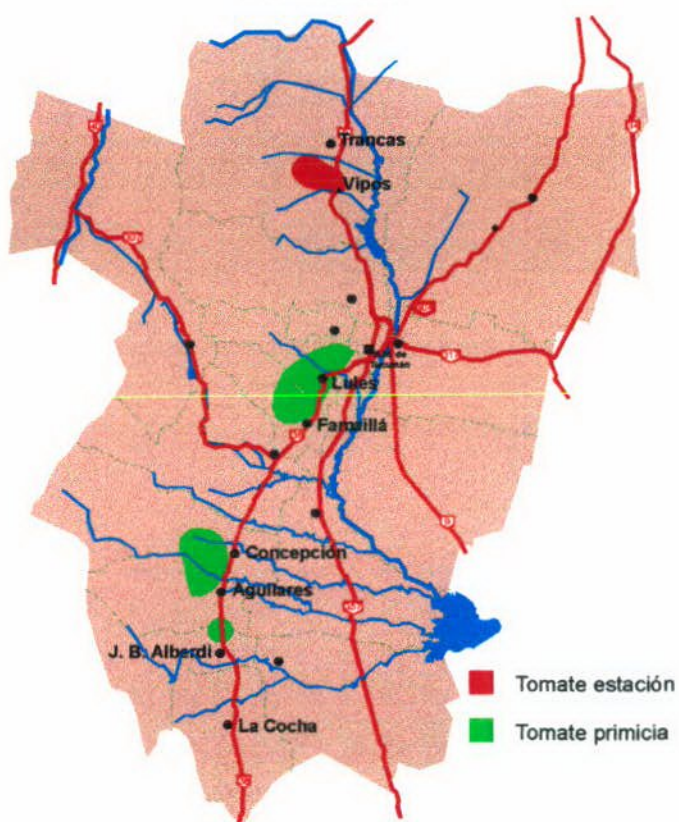 Trancas
Vipos
Lules
Famaillá
Concepción
Aguilares
J. B. Alberdi
La Cocha
Tomate estación
Tomate primicia